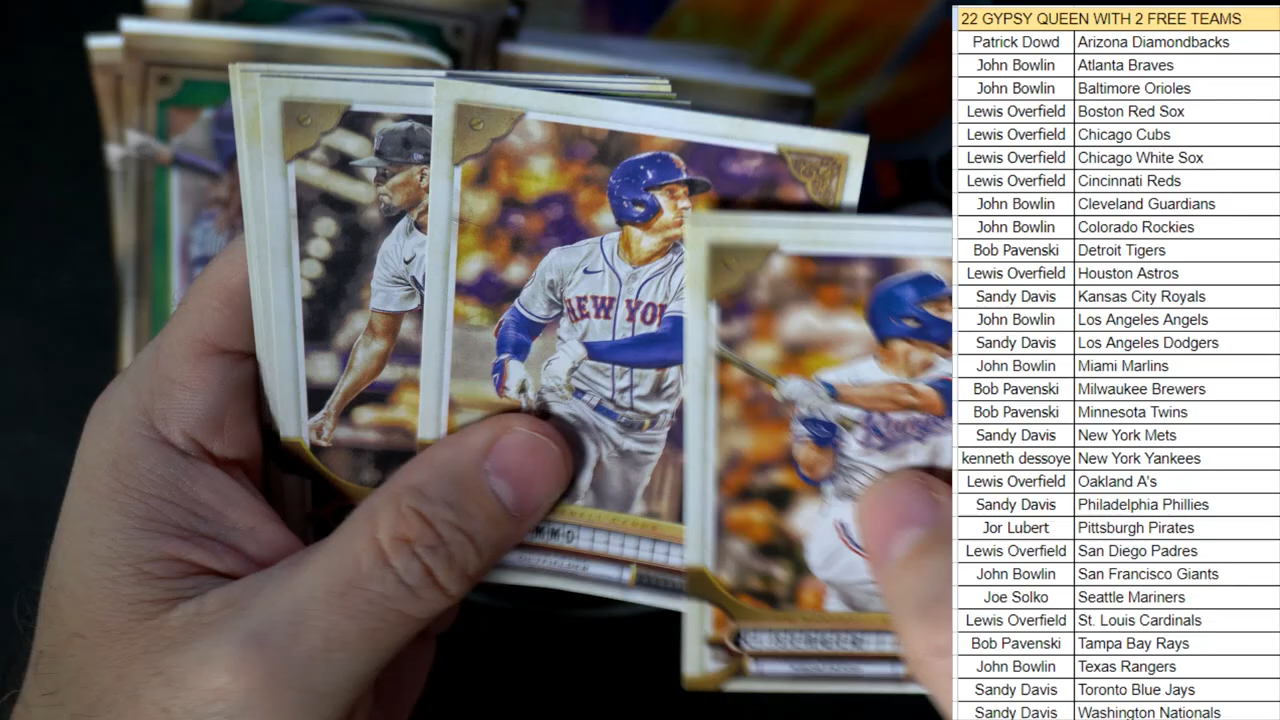 22 GYPSY QUEEN WITH 2 FREE TEAMS
Patrick Dowd Arizona Diamondbacks
John Bowlin Atlanta Braves
John Bowlin Baltimore Orioles
Lewis Overfield Boston Red Sox
Lewis Overfield Chicago Cubs
Lewis Overfield Chicago White Sox
Lewis Overfield Cincinnati Reds
John Bowlin Cleveland Guardians
John Bowlin Colorado Rockies
Bob Pavenski Detroit Tigers
Lewis Overfield Houston Astros
Sandy Davis Kansas City Royals
John Bowlin Los Angeles Angels
Sandy Davis Los Angeles Dodgers
John Bowlin Miami Marlins
Bob Pavenski Milwaukee Brewers
Bob Pavenski Minnesota Twins
Sandy Davis New York Mets
kenneth dessoye New York Yankees
Lewis Overfield Oakland A's
Sandy Davis Philadelphia Phillies
Jor Lubert Pittsburgh Pirates
Lewis Overfield San Diego Padres
John Bowlin San Francisco Giants
Joe Solko Seattle Mariners
Lewis Overfield St. Louis Cardinals
Bob Pavenski Tampa Bay Rays
John Bowlin Texas Rangers
Sandy Davis Toronto Blue Jays
Sandy Davis Washington Nationals
NEW YOR
MMO
OUTFIELDER